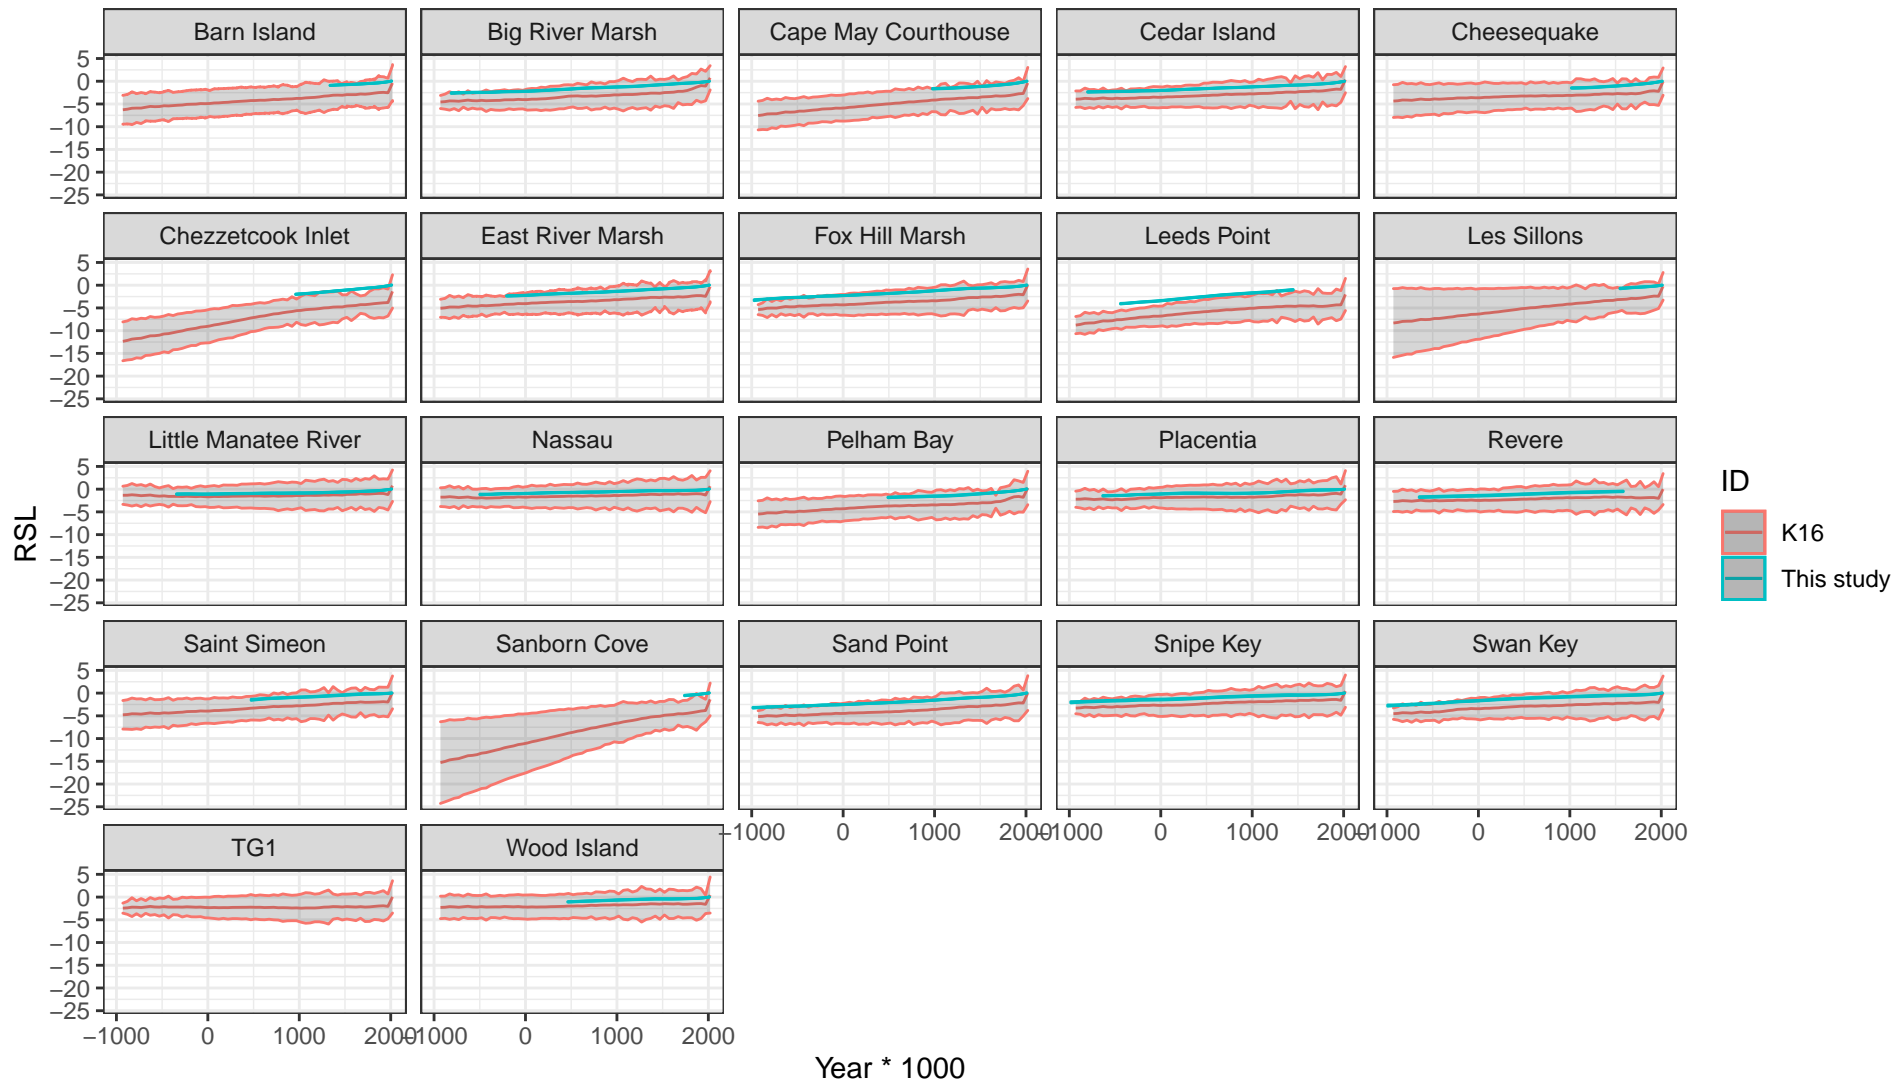 Barn Island Big River Marsh Cape May Courthouse Cedar Island Cheesequake
5
0
−5
−10
−15
−20
−25
Chezzetcook Inlet East River Marsh Fox Hill Marsh Leeds Point Les Sillons
5
0
−5
−10
−15
−20
−25
Little Manatee River Nassau Pelham Bay Placentia Revere
5
0
−5
−10
−15
−20
−25
Saint Simeon Sanborn Cove Sand Point Snipe Key Swan Key
5
0
−5
−10
−15
−20
−25
−1000 0 1000 2000 −1000 0 1000 2000 −1000 0 1000 2000
TG1 Wood Island
5
0
−5
−10
−15
−20
−25
−1000 0 1000 2000 −1000 0 1000 2000
Year * 1000
RSL
ID
K16
This study